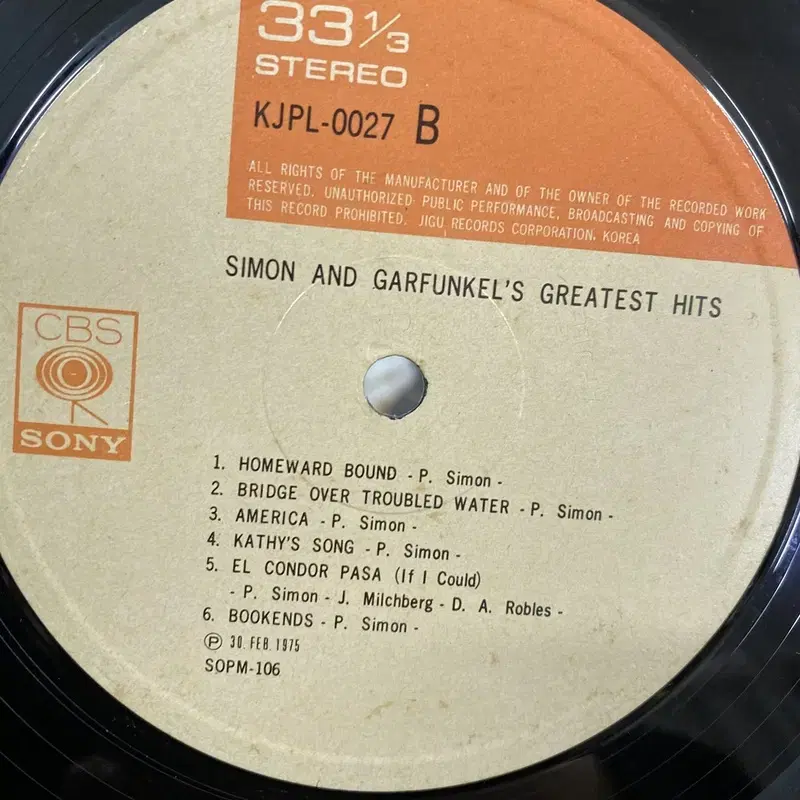 33 1/3
STEREO
KJPL-0027 B
ALL RIGHTS OF THE MANUFACTURER AND OF THE OWNER OF THE RECORDED WORK
RESERVED. UNAUTHORIZED PUBLIC PERFORMANCE, BROADCASTING AND COPYING OF
THIS RECORD PROHIBITED. JIGU RECORDS CORPORATION, KOREA
SIMON AND GARFUNKEL'S GREATEST HITS
CBS
SONY
1. HOMEWARD BOUND - P. Simon -
2. BRIDGE OVER TROUBLED WATER - P. Simon -
3. AMERICA - P. Simon -
4. KATHY'S SONG - P. Simon -
5. EL CONDOR PASA (If I Could)
- P. Simon - J. Milchberg - D. A. Robles -
6. BOOKENDS - P. Simon -
Ⓟ 30. FEB. 1975
SOPM-106